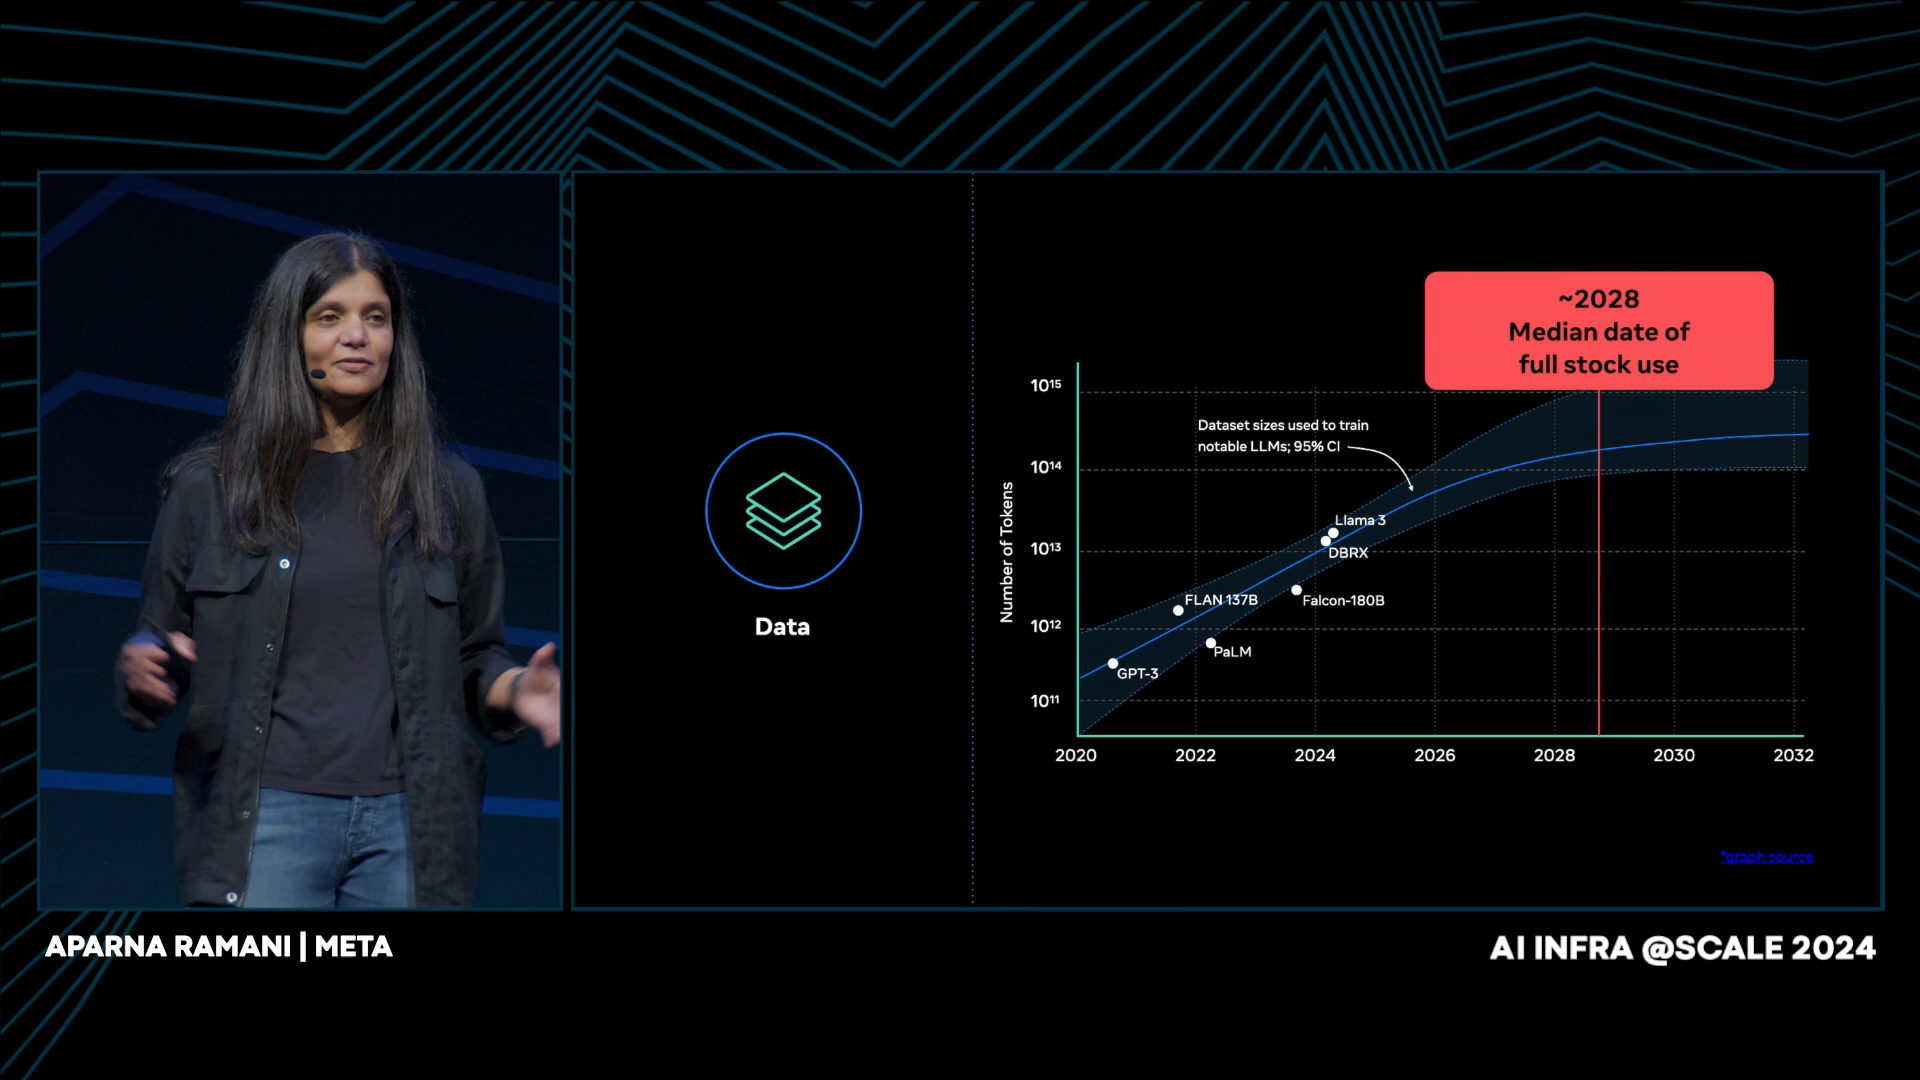 ~2028
Median date of
full stock use
10¹⁵
Dataset sizes used to train
notable LLMs; 95% CI
10¹⁴
Llama 3
10¹³
DBRX
FLAN 137B
Falcon-180B
10¹²
PaLM
GPT-3
10¹¹
Number of Tokens
2020 2022 2024 2026 2028 2030 2032
Data
*graph source
APARNA RAMANI | META
AI INFRA @SCALE 2024